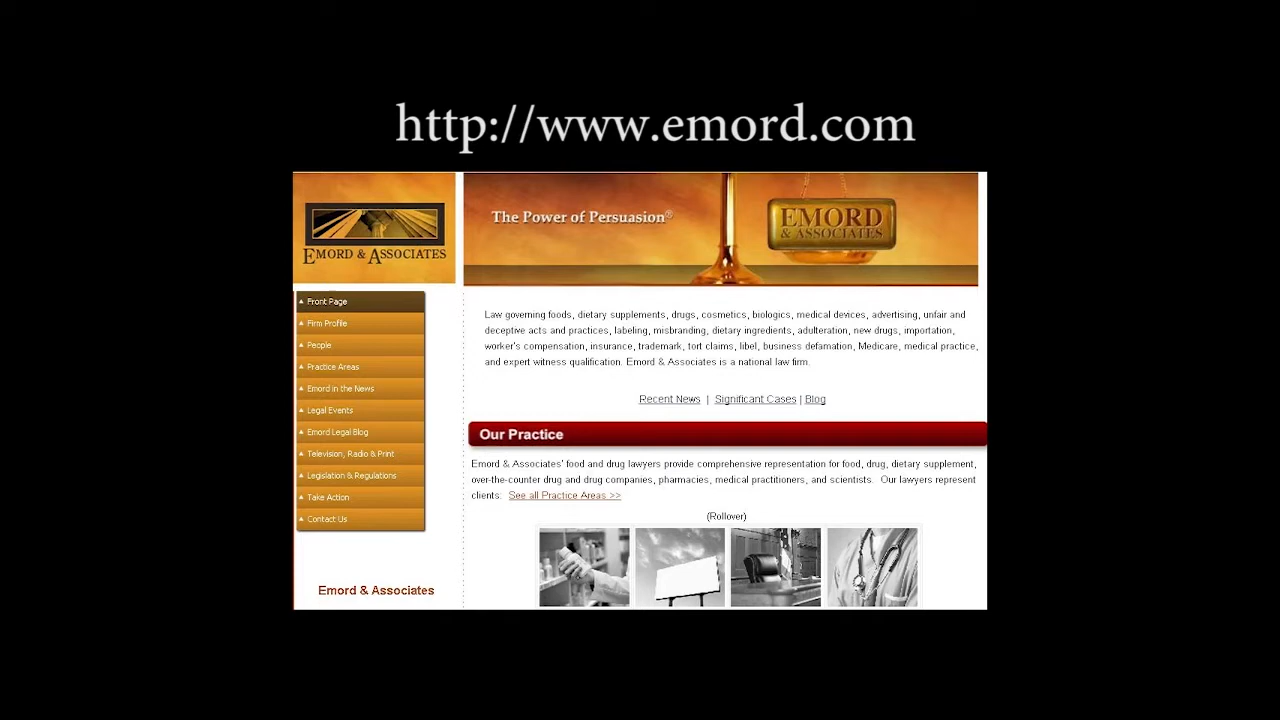 http://www.emord.com
EMORD & ASSOCIATES
The Power of Persuasion®
EMORD
& ASSOCIATES
Front Page
Firm Profile
People
Practice Areas
Emord in the News
Legal Events
Emord Legal Blog
Television, Radio & Print
Legislation & Regulations
Take Action
Contact Us
Emord & Associates
Law governing foods, dietary supplements, drugs, cosmetics, biologics, medical devices, advertising, unfair and
deceptive acts and practices, labeling, misbranding, dietary ingredients, adulteration, new drugs, importation,
worker's compensation, insurance, trademark, tort claims, libel, business defamation, Medicare, medical practice,
and expert witness qualification. Emord & Associates is a national law firm.
Recent News | Significant Cases | Blog
Our Practice
Emord & Associates' food and drug lawyers provide comprehensive representation for food, drug, dietary supplement,
over-the-counter drug and drug companies, pharmacies, medical practitioners, and scientists. Our lawyers represent
clients: See all Practice Areas >>
(Rollover)